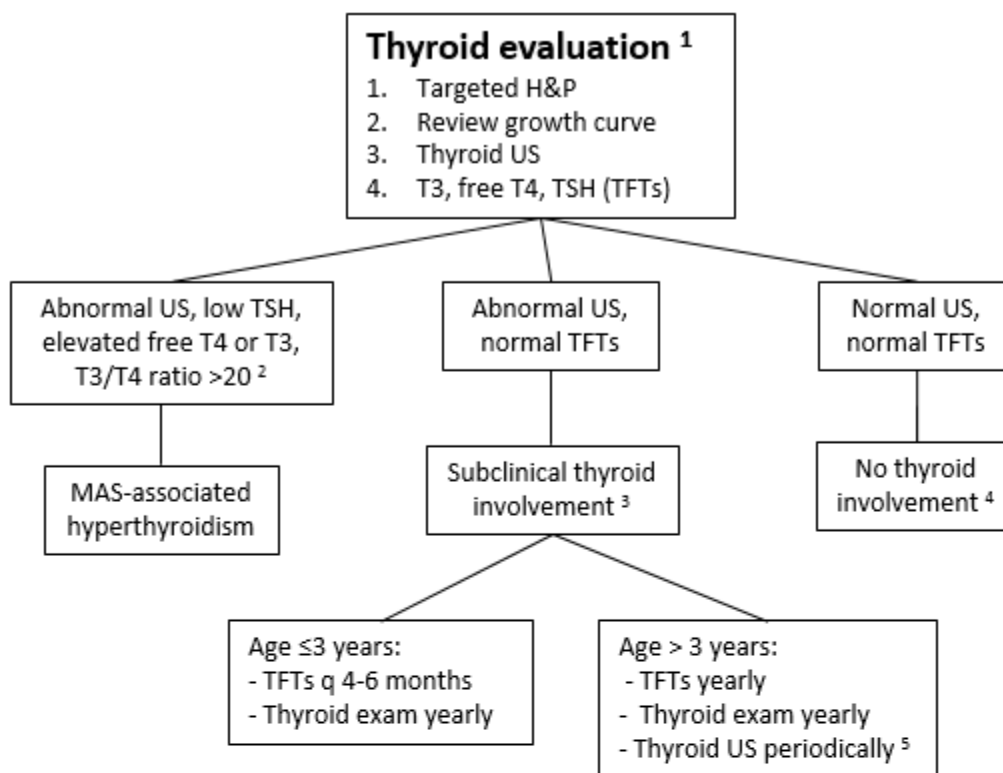 Thyroid evaluation 1
1. Targeted H&P
2. Review growth curve
3. Thyroid US
4. T3, free T4, TSH (TFTs)
Abnormal US, low TSH,
elevated free T4 or T3,
T3/T4 ratio >20 2
Abnormal US,
normal TFTs
Normal US,
normal TFTs
MAS-associated
hyperthyroidism
Subclinical thyroid
involvement 3
No thyroid
involvement 4
Age ≤3 years:
- TFTs q 4-6 months
- Thyroid exam yearly
Age > 3 years:
- TFTs yearly
- Thyroid exam yearly
- Thyroid US periodically 5